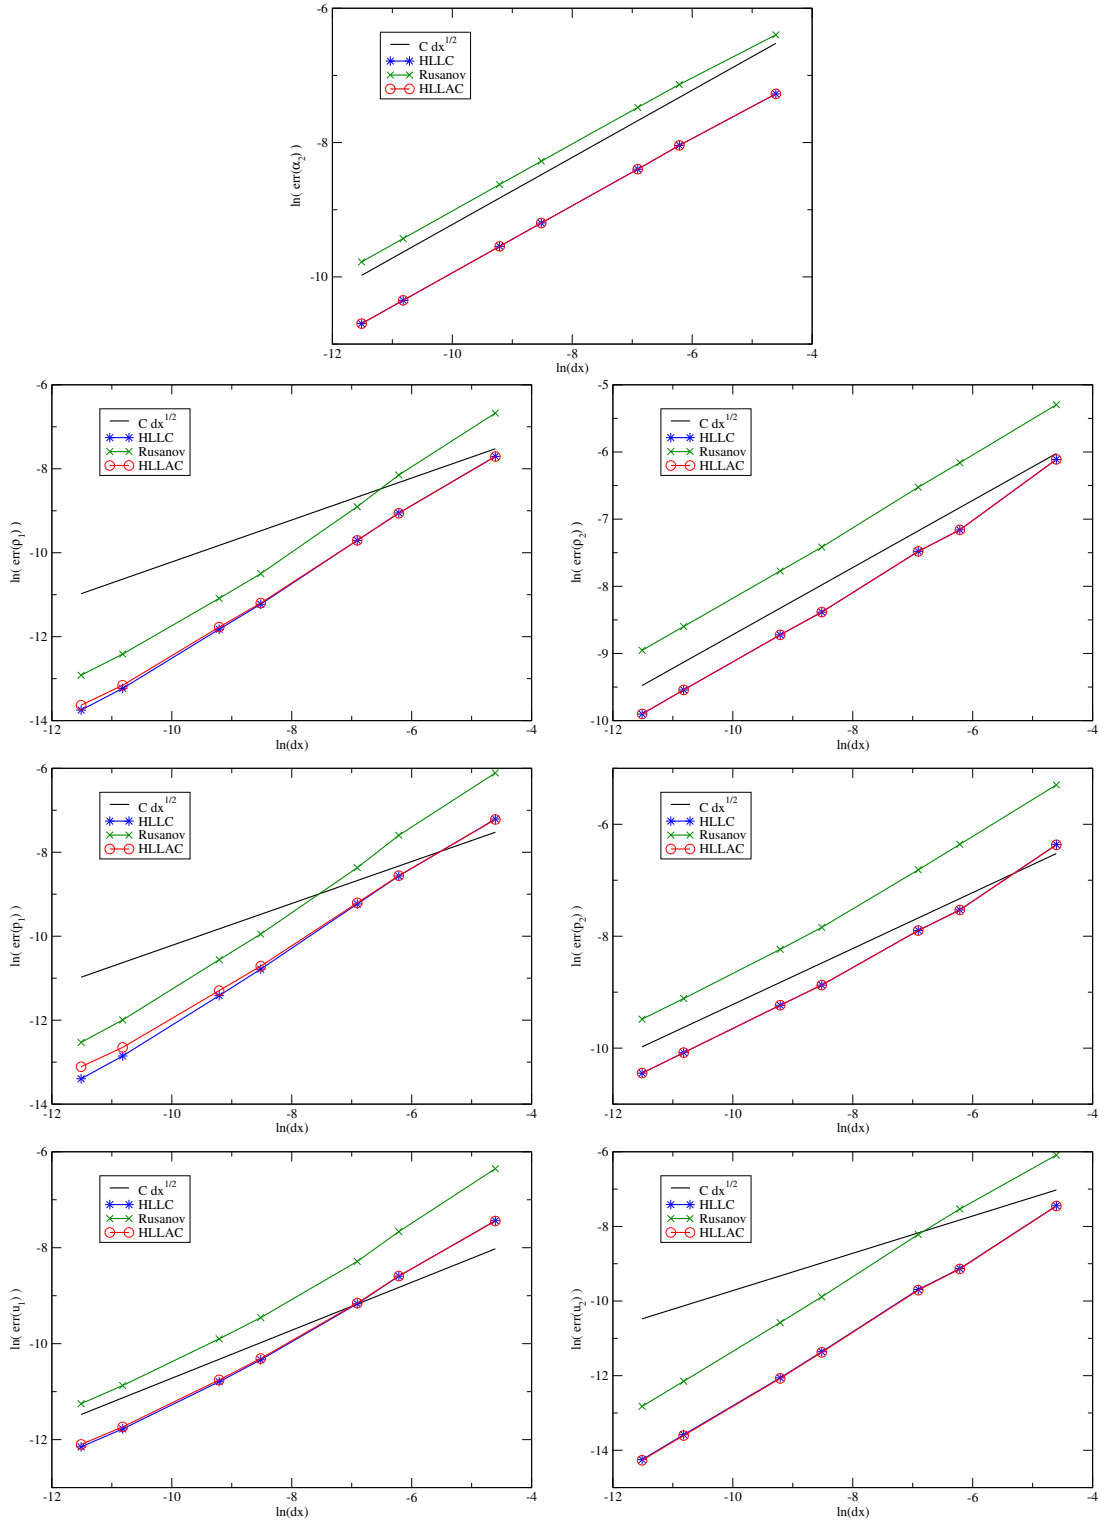 -6
-8
-10
ln( err(α2) )
C dx^1/2
HLLC
Rusanov
HLLAC
-12 -10 -8 -6 -4
ln(dx)
-6
-8
-10
-12
-14
ln( err(ρ1) )
C dx^1/2
HLLC
Rusanov
HLLAC
-12 -10 -8 -6 -4
ln(dx)
-5
-6
-7
-8
-9
-10
ln( err(ρ2) )
C dx^1/2
HLLC
Rusanov
HLLAC
-12 -10 -8 -6 -4
ln(dx)
-6
-8
-10
-12
-14
ln( err(p1) )
C dx^1/2
HLLC
Rusanov
HLLAC
-12 -10 -8 -6 -4
ln(dx)
-6
-8
-10
ln( err(p2) )
C dx^1/2
HLLC
Rusanov
HLLAC
-12 -10 -8 -6 -4
ln(dx)
-6
-8
-10
-12
ln( err(u1) )
C dx^1/2
HLLC
Rusanov
HLLAC
-12 -10 -8 -6 -4
ln(dx)
-6
-8
-10
-12
-14
ln( err(u2) )
C dx^1/2
HLLC
Rusanov
HLLAC
-12 -10 -8 -6 -4
ln(dx)